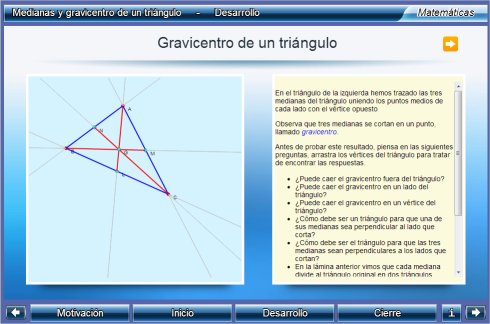 Medianas y gravicentro de un triángulo - Desarrollo
Matemáticas
Gravicentro de un triángulo
A
N
B
G
M
L
C
En el triángulo de la izquierda hemos trazado las tres
medianas del triángulo uniendo los puntos medios de
cada lado con el vértice opuesto
Observa que tres medianas se cortan en un punto,
llamado gravicentro.
Antes de probar este resultado, piensa en las siguientes
preguntas, arrastra los vértices del triángulo para tratar
de encontrar las respuestas.
• ¿Puede caer el gravicentro fuera del triángulo?
• ¿Puede caer el gravicentro en un lado del
triángulo?
• ¿Puede caer el gravicentro en un vértice del
triángulo?
• ¿Cómo debe ser un triángulo para que una de
sus medianas sea perpendicular al lado que
corta?
• ¿Cómo debe ser el triángulo para que las tres
medianas sean perpendiculares a los lados que
cortan?
• En la lámina anterior vimos que cada mediana
divide al triángulo original en dos triángulos
Motivación
Inicio
Desarrollo
Cierre
i